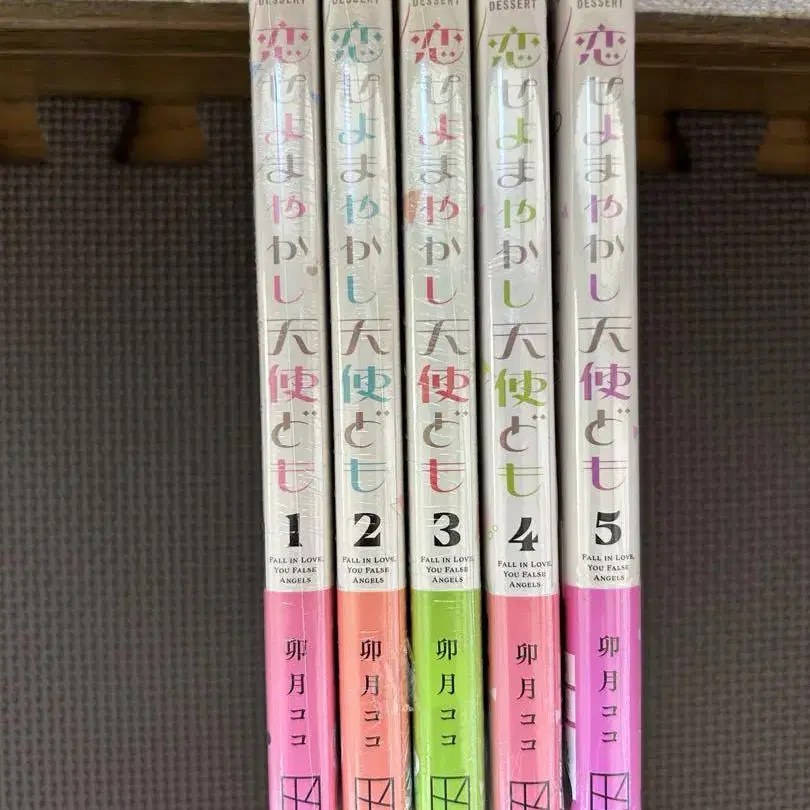 DESSERT
恋せよまやかし天使ども
1
FALL IN LOVE,
YOU FALSE
ANGELS
卯月ココ
DESSERT
恋せよまやかし天使ども
2
FALL IN LOVE,
YOU FALSE
ANGELS
卯月ココ
DESSERT
恋せよまやかし天使ども
3
FALL IN LOVE,
YOU FALSE
ANGELS
卯月ココ
DESSERT
恋せよまやかし天使ども
4
FALL IN LOVE,
YOU FALSE
ANGELS
卯月ココ
DESSERT
恋せよまやかし天使ども
5
FALL IN LOVE,
YOU FALSE
ANGELS
卯月ココ